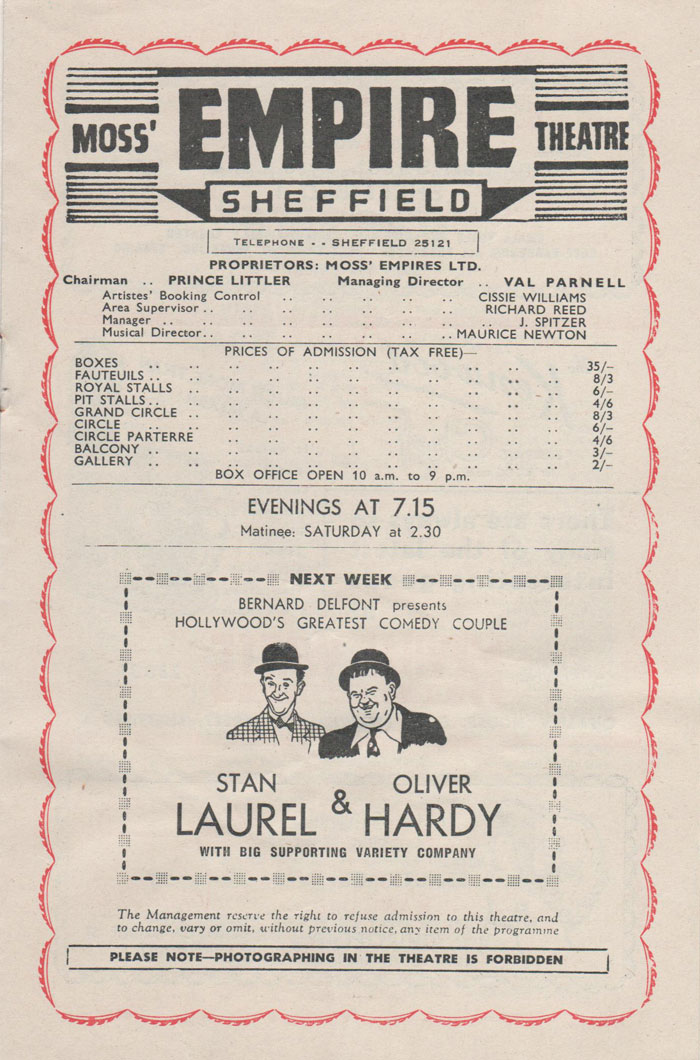 MOSS' EMPIRE THEATRE
SHEFFIELD
TELEPHONE - - SHEFFIELD 25121
PROPRIETORS: MOSS' EMPIRES LTD.
Chairman .. PRINCE LITTLER Managing Director .. VAL PARNELL
Artistes' Booking Control .. .. .. .. .. .. CISSIE WILLIAMS
Area Supervisor .. .. .. .. .. .. .. RICHARD REED
Manager .. .. .. .. .. .. .. .. J. SPITZER
Musical Director .. .. .. .. .. .. .. MAURICE NEWTON
PRICES OF ADMISSION (TAX FREE)—
BOXES .. .. .. .. .. .. .. .. .. .. .. 35/-
FAUTEUILS .. .. .. .. .. .. .. .. .. .. .. 8/3
ROYAL STALLS .. .. .. .. .. .. .. .. .. .. 6/-
PIT STALLS .. .. .. .. .. .. .. .. .. .. .. 4/6
GRAND CIRCLE .. .. .. .. .. .. .. .. .. .. 8/3
CIRCLE .. .. .. .. .. .. .. .. .. .. .. 6/-
CIRCLE PARTERRE .. .. .. .. .. .. .. .. .. 4/6
BALCONY .. .. .. .. .. .. .. .. .. .. .. 3/-
GALLERY .. .. .. .. .. .. .. .. .. .. .. 2/-
BOX OFFICE OPEN 10 a.m. to 9 p.m.
EVENINGS AT 7.15
Matinee: SATURDAY at 2.30
NEXT WEEK
BERNARD DELFONT presents
HOLLYWOOD'S GREATEST COMEDY COUPLE
STAN OLIVER
LAUREL & HARDY
WITH BIG SUPPORTING VARIETY COMPANY
The Management reserve the right to refuse admission to this theatre, and
to change, vary or omit, without previous notice, any item of the programme
PLEASE NOTE—PHOTOGRAPHING IN THE THEATRE IS FORBIDDEN